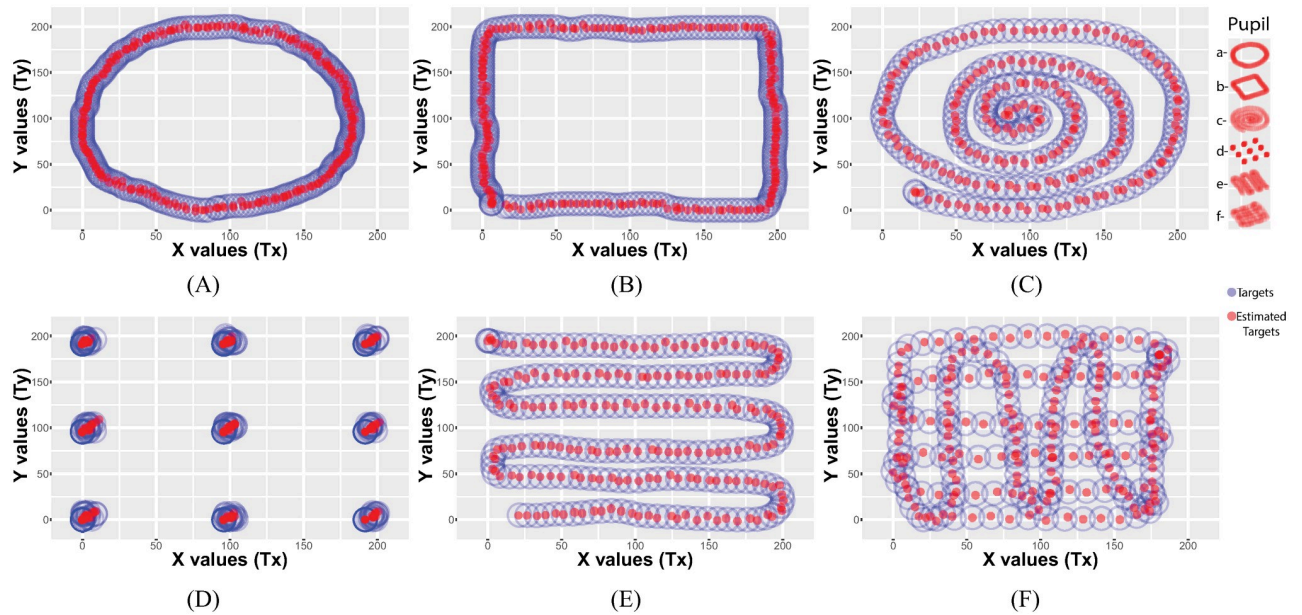 200
150
100
50
0
Y values (Ty)
0 50 100 150 200
X values (Tx)
(A)
200
150
100
50
0
Y values (Ty)
0 50 100 150 200
X values (Tx)
(B)
200
150
100
50
0
Y values (Ty)
0 50 100 150 200
X values (Tx)
(C)
Pupil
a-
b-
c-
d-
e-
f-
Targets
Estimated
Targets
200
150
100
50
0
Y values (Ty)
0 50 100 150 200
X values (Tx)
(D)
200
150
100
50
0
Y values (Ty)
0 50 100 150 200
X values (Tx)
(E)
200
150
100
50
0
Y values (Ty)
0 50 100 150 200
X values (Tx)
(F)